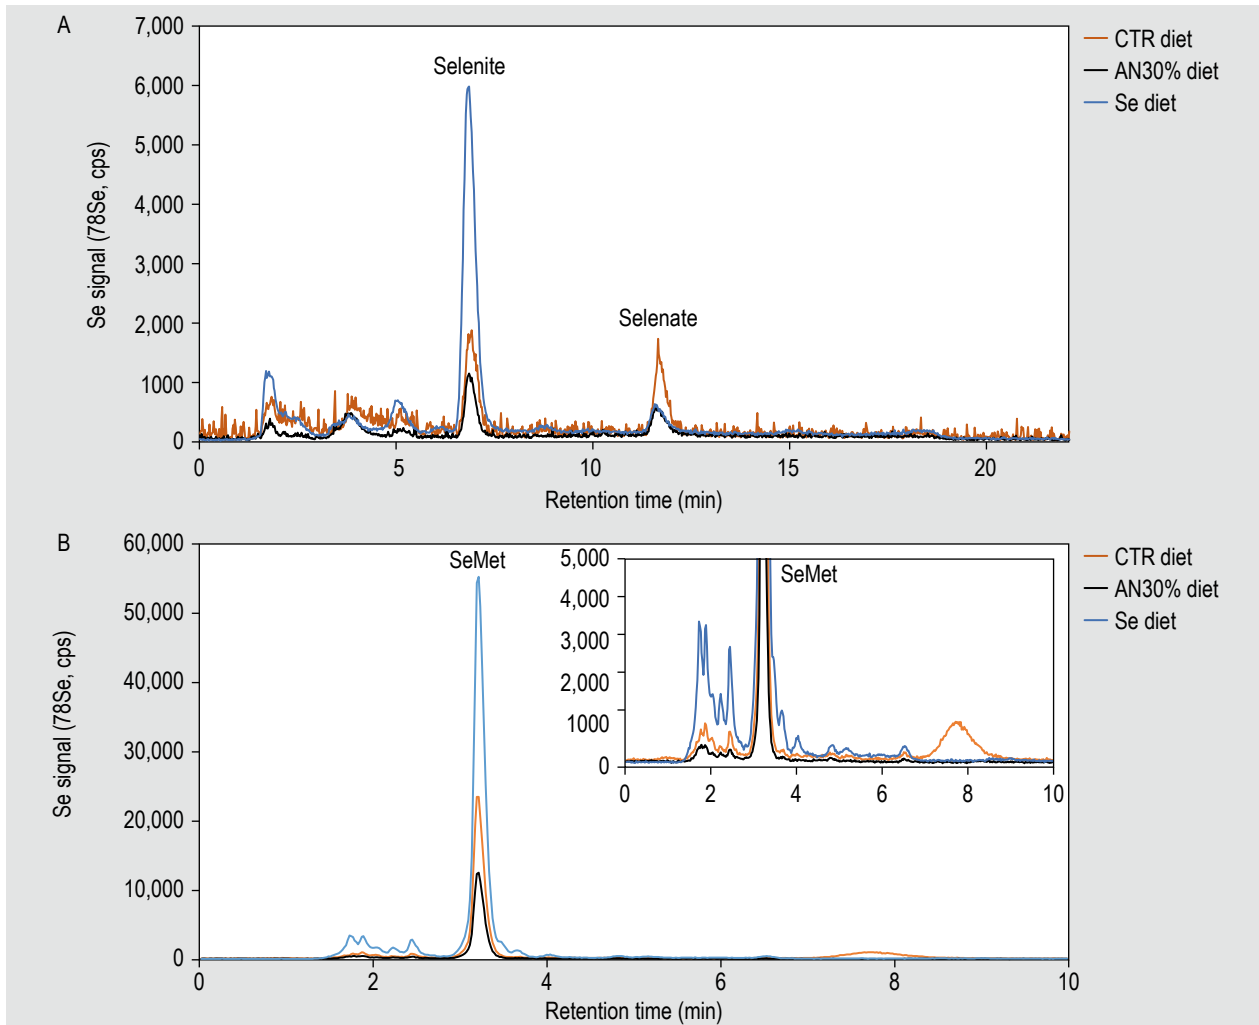 A
7,000
6,000
5,000
4,000
3,000
2,000
1000
0
Se signal (78Se, cps)
Selenite
Selenate
CTR diet
AN30% diet
Se diet
0 5 10 15 20
Retention time (min)
B
60,000
50,000
40,000
30,000
20,000
10,000
0
Se signal (78Se, cps)
SeMet
5,000
4,000
3,000
2,000
1000
0
SeMet
0 2 4 6 8 10
CTR diet
AN30% diet
Se diet
0 2 4 6 8 10
Retention time (min)